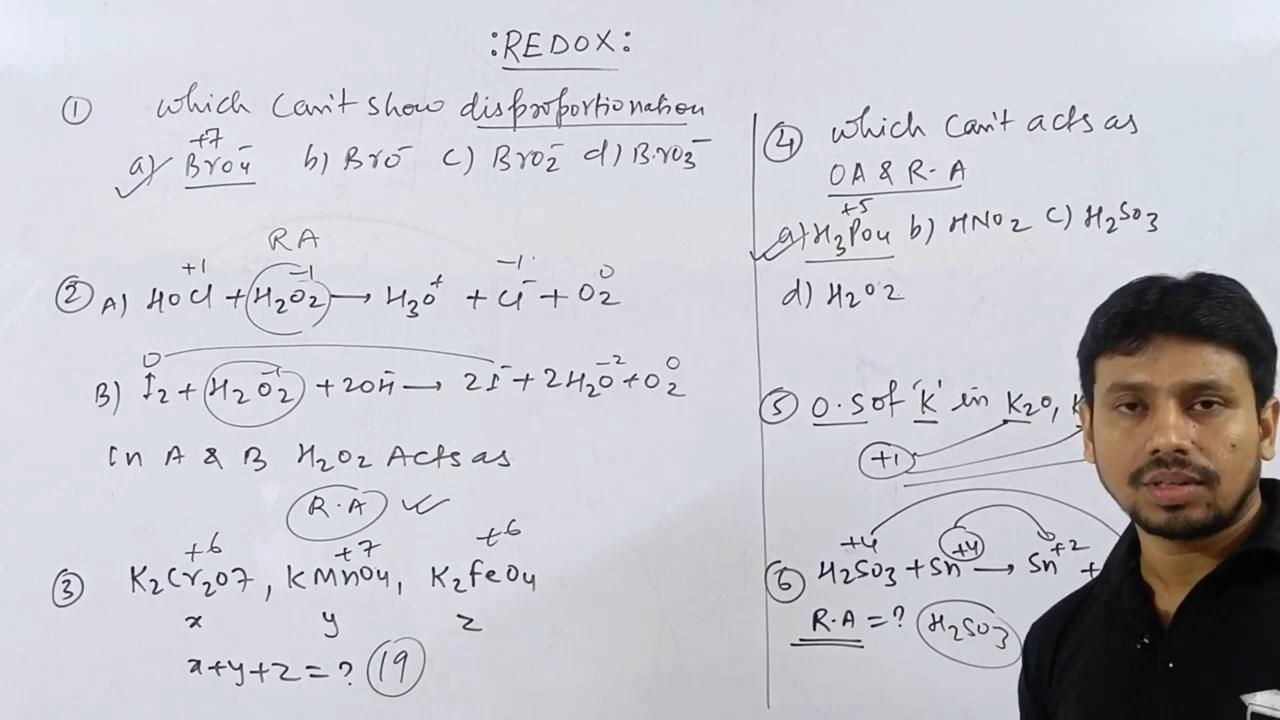 :REDOX:
① which can't show disproportionation
+7
a) BrO4⁻ b) BrO⁻ c) BrO2⁻ d) BrO3⁻
RA
+1 -1 -1 0
② A) HOCl + H2O2 → H3O⁺ + Cl⁻ + O2
0 -1 -2 0
B) I2 + H2O2 + 2OH⁻ → 2I⁻ + 2H2O + O2
In A & B H2O2 Acts as
R.A
+6 +7 +6
③ K2Cr2O7, KMnO4, K2FeO4
x y z
x+y+z = ? 19
④ which can't acts as
OA & R-A
+5
a) H3PO4 b) HNO2 c) H2SO3
d) H2O2
⑤ O.S of 'K' in K2O, K
+1
+4 +4 +2
⑥ H2SO3 + Sn → Sn +
R.A = ? H2SO3